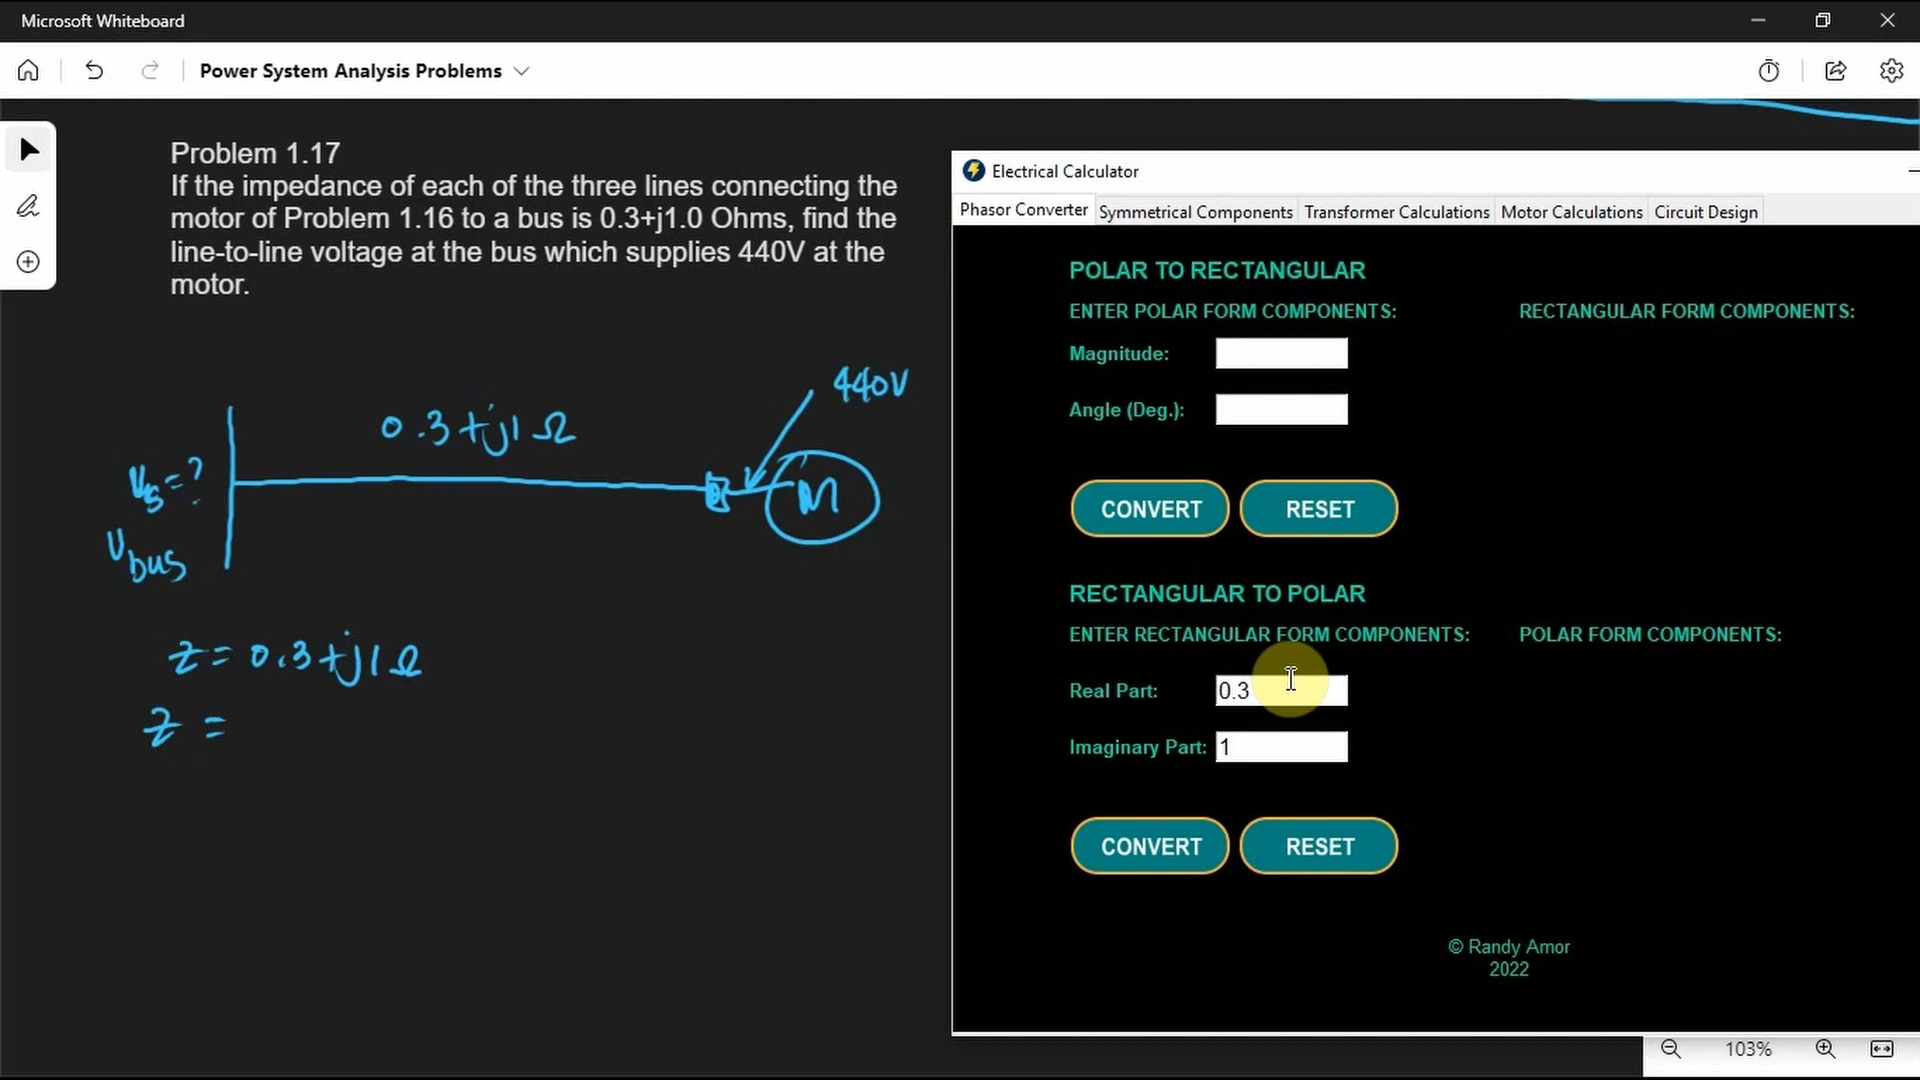 Microsoft Whiteboard
Power System Analysis Problems
Problem 1.17
If the impedance of each of the three lines connecting the
motor of Problem 1.16 to a bus is 0.3+j1.0 Ohms, find the
line-to-line voltage at the bus which supplies 440V at the
motor.
440V
0.3+j1Ω
Vs=?
M
Vbus
Z=0.3+j1Ω
Z=
Electrical Calculator
Phasor Converter Symmetrical Components Transformer Calculations Motor Calculations Circuit Design
POLAR TO RECTANGULAR
ENTER POLAR FORM COMPONENTS: RECTANGULAR FORM COMPONENTS:
Magnitude:
Angle (Deg.):
CONVERT RESET
RECTANGULAR TO POLAR
ENTER RECTANGULAR FORM COMPONENTS: POLAR FORM COMPONENTS:
Real Part: 0.3
Imaginary Part: 1
CONVERT RESET
© Randy Amor
2022
103%